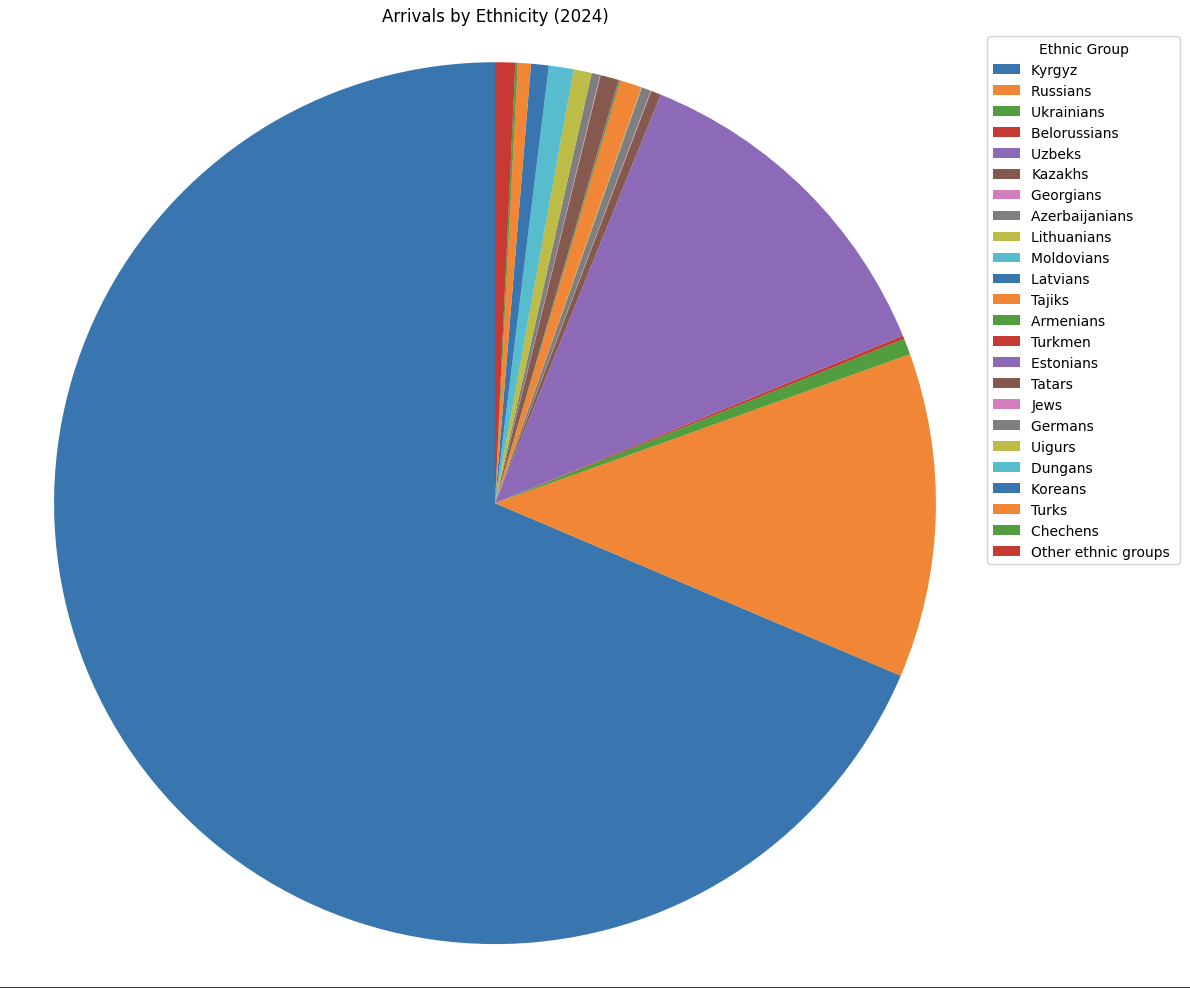 Arrivals by Ethnicity (2024)
Ethnic Group
Kyrgyz
Russians
Ukrainians
Belorussians
Uzbeks
Kazakhs
Georgians
Azerbaijanians
Lithuanians
Moldovians
Latvians
Tajiks
Armenians
Turkmen
Estonians
Tatars
Jews
Germans
Uigurs
Dungans
Koreans
Turks
Chechens
Other ethnic groups